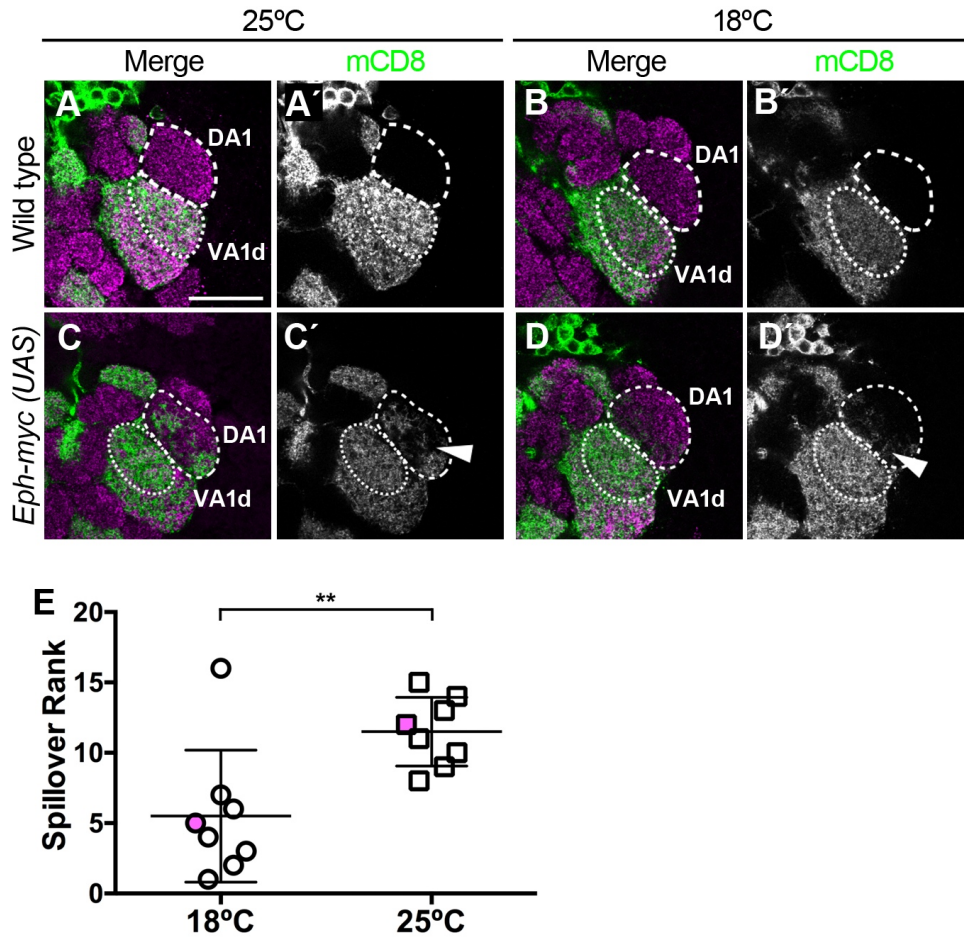 25ºC 18ºC
Merge mCD8 Merge mCD8
Wild type
A DA1 VA1d
A´
B DA1 VA1d
B´
Eph-myc (UAS)
C DA1 VA1d
C´
D DA1 VA1d
D´
E
**
Spillover Rank
20
15
10
5
0
18ºC 25ºC